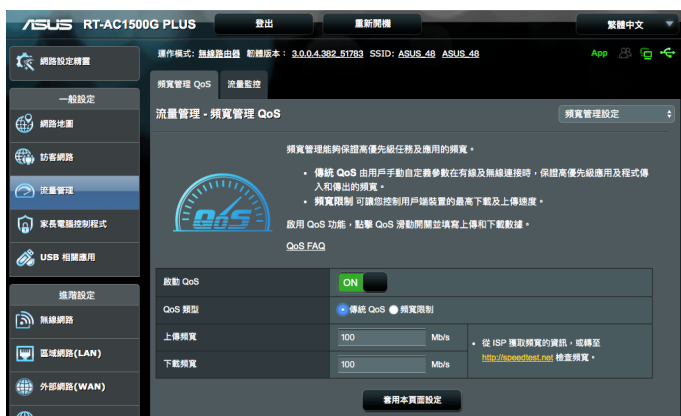 ASUS RT-AC1500G PLUS 登出 重新開機 繁體中文
網路設定精靈
運作模式: 無線路由器 韌體版本: 3.0.0.4.382_51783 SSID: ASUS_48 ASUS_48 App
頻寬管理 QoS 流量監控
一般設定
網路地圖
訪客網路
流量管理
家長電腦控制程式
USB 相關應用
進階設定
無線網路
區域網路(LAN)
外部網路(WAN)
流量管理 - 頻寬管理 QoS 頻寬管理設定
頻寬管理能夠保證高優先級任務及應用的頻寬。
QoS
• 傳統 QoS 由用戶手動自定義參數在有線及無線連接時，保證高優先級應用及程式傳
入和傳出的頻寬。
• 頻寬限制 可讓您控制用戶端裝置的最高下載及上傳速度。
啟用 QoS 功能，點擊 QoS 滑動開關並填寫上傳和下載數據。
QoS FAQ
啟動 QoS ON
QoS 類型 傳統 QoS 頻寬限制
上傳頻寬 100 Mb/s
下載頻寬 100 Mb/s
• 從 ISP 獲取頻寬的資訊，或轉至
http://speedtest.net 檢查頻寬。
套用本頁面設定